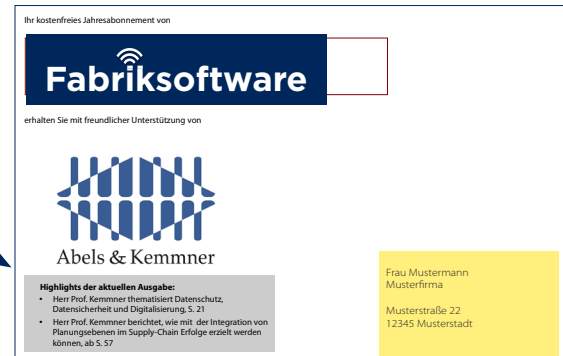 Ihr kostenfreies Jahresabonnement von
Fabriksoftware
erhalten Sie mit freundlicher Unterstützung von
Abels & Kemmner
Highlights der aktuellen Ausgabe:
• Herr Prof. Kemmner thematisiert Datenschutz,
Datensicherheit und Digitalisierung, S. 21
• Herr Prof. Kemmner berichtet, wie mit der Integration von
Planungsebenen im Supply-Chain Erfolge erzielt werden
können, ab S. 57
Frau Mustermann
Musterfirma
Musterstraße 22
12345 Musterstadt